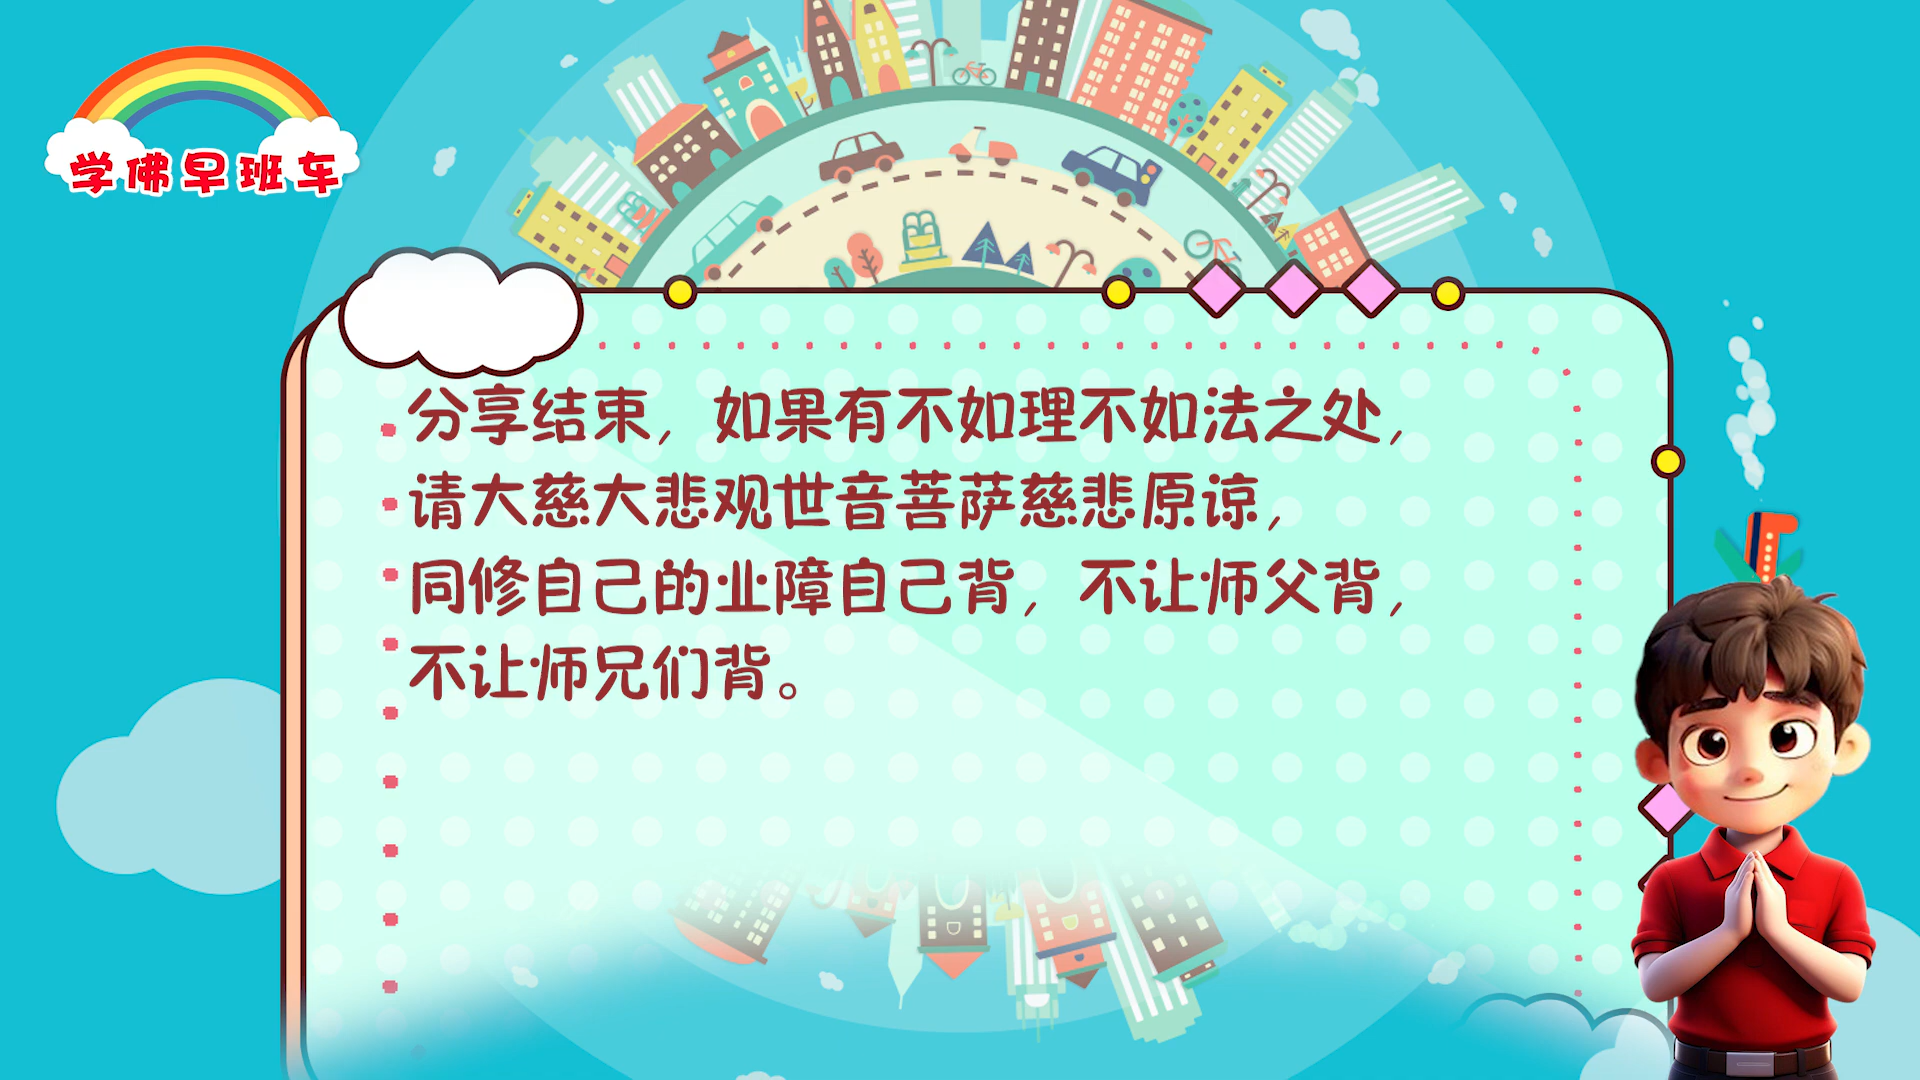 学佛早班车
分享结束，如果有不如理不如法之处，
请大慈大悲观世音菩萨慈悲原谅，
同修自己的业障自己背，不让师父背，
不让师兄们背。